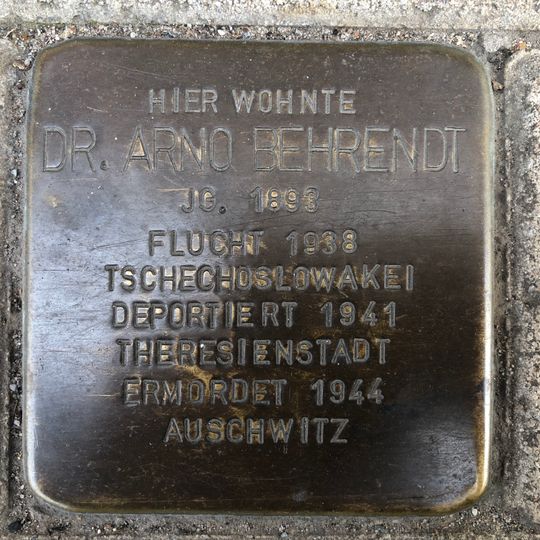 HIER WOHNTE
DR. ARNO BEHRENDT
JG. 1893
FLUCHT 1938
TSCHECHOSLOWAKEI
DEPORTIERT 1941
THERESIENSTADT
ERMORDET 1944
AUSCHWITZ